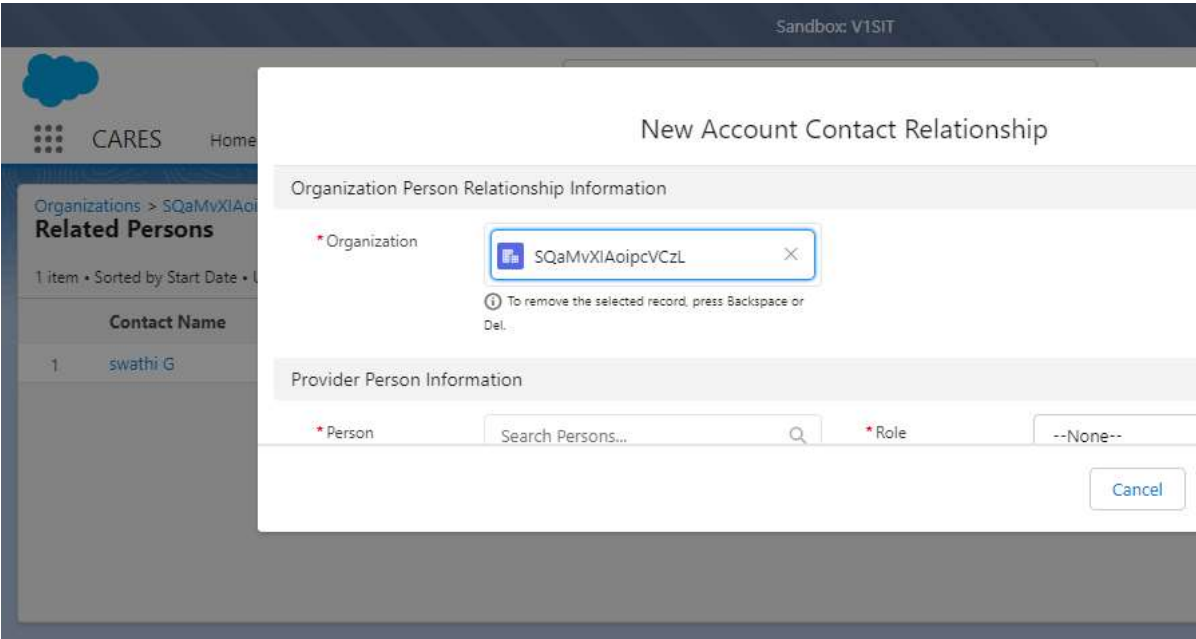 Sandbox: V1SIT
CARES Home
New Account Contact Relationship
Organizations > SQaMvXIAoi
Related Persons
1 item • Sorted by Start Date •
Contact Name
1 swathi G
Organization Person Relationship Information
*Organization
SQaMvXIAoipcVCzL
To remove the selected record, press Backspace or
Del.
Provider Person Information
*Person
Search Persons...
*Role
--None--
Cancel